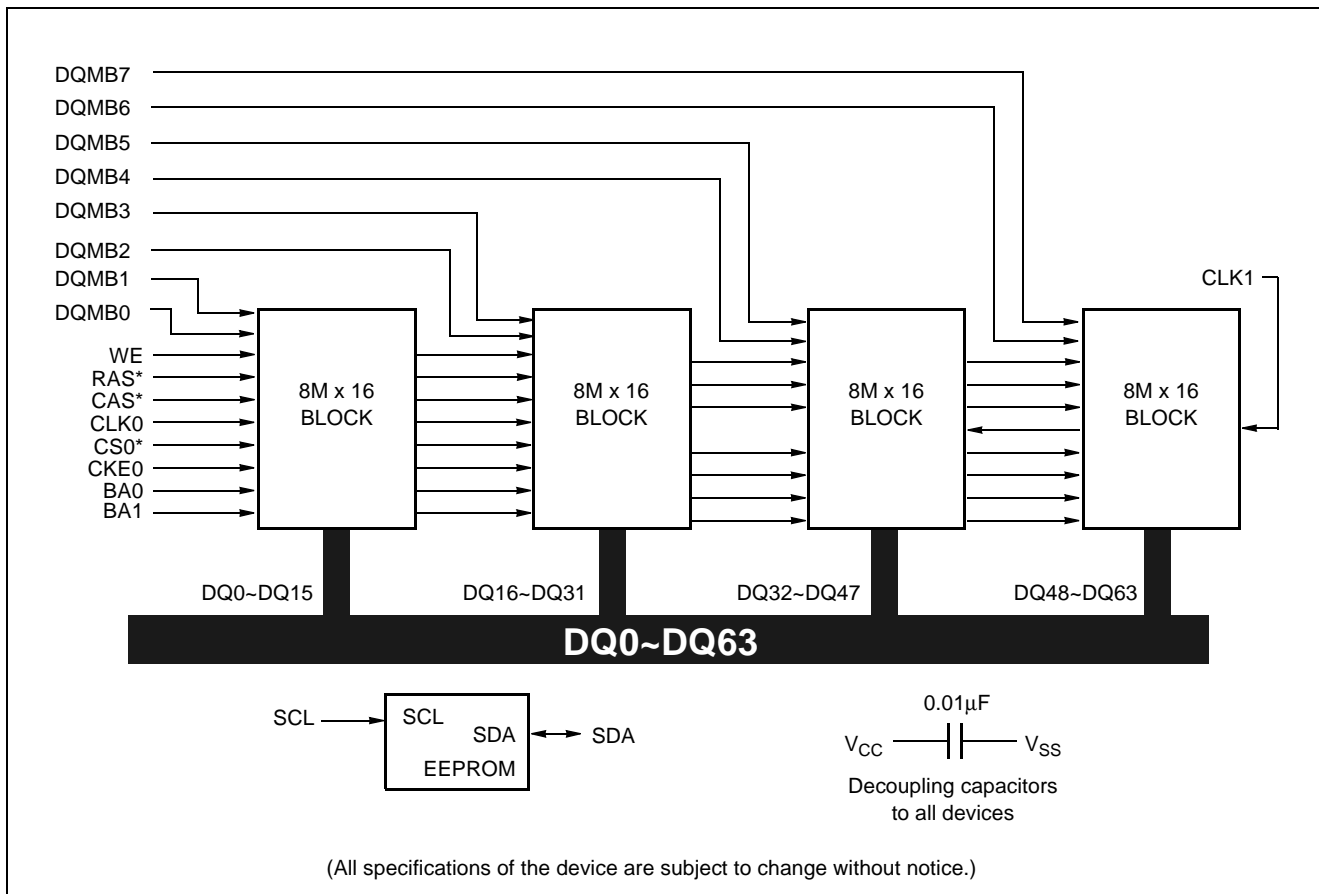 DQMB7
DQMB6
DQMB5
DQMB4
DQMB3
DQMB2
DQMB1
DQMB0
CLK1
WE
RAS*
CAS*
CLK0
CS0*
CKE0
BA0
BA1
8M x 16
BLOCK
8M x 16
BLOCK
8M x 16
BLOCK
8M x 16
BLOCK
DQ0~DQ15
DQ16~DQ31
DQ32~DQ47
DQ48~DQ63
DQ0~DQ63
SCL
SCL
SDA
SDA
EEPROM
0.01µF
VCC
VSS
Decoupling capacitors
to all devices
(All specifications of the device are subject to change without notice.)